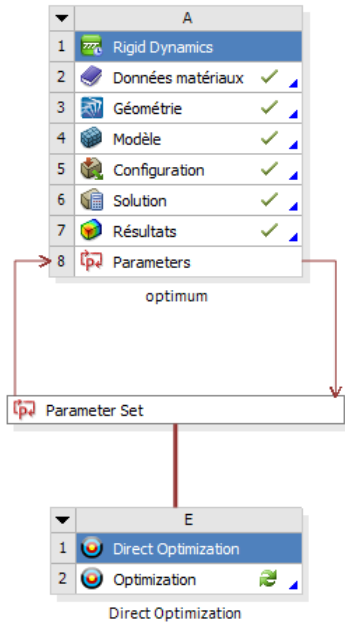 A
1 Rigid Dynamics
2 Données matériaux
3 Géométrie
4 Modèle
5 Configuration
6 Solution
7 Résultats
8 Parameters
optimum
Parameter Set
E
1 Direct Optimization
2 Optimization
Direct Optimization